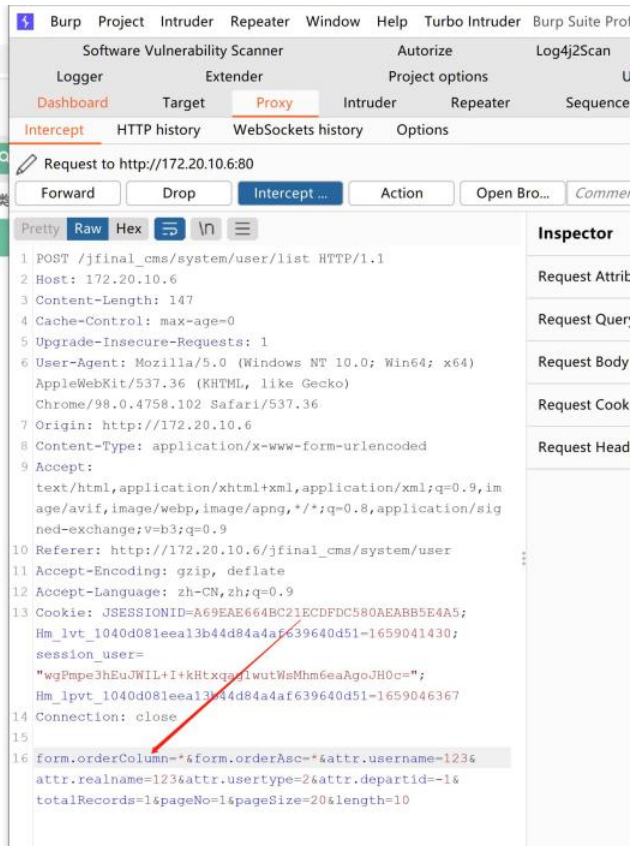 Burp Project Intruder Repeater Window Help Turbo Intruder Burp Suite Prof
Software Vulnerability Scanner Autorize Log4j2Scan
Logger Extender Project options U
Dashboard Target Proxy Intruder Repeater Sequence
Intercept HTTP history WebSockets history Options
Request to http://172.20.10.6:80
Forward Drop Intercept ... Action Open Bro... Commen
Pretty Raw Hex \n
Inspector
Request Attrib
Request Query
Request Body
Request Cook
Request Head
1 POST /jfinal_cms/system/user/list HTTP/1.1
2 Host: 172.20.10.6
3 Content-Length: 147
4 Cache-Control: max-age=0
5 Upgrade-Insecure-Requests: 1
6 User-Agent: Mozilla/5.0 (Windows NT 10.0; Win64; x64)
AppleWebKit/537.36 (KHTML, like Gecko)
Chrome/98.0.4758.102 Safari/537.36
7 Origin: http://172.20.10.6
8 Content-Type: application/x-www-form-urlencoded
9 Accept:
text/html,application/xhtml+xml,application/xml;q=0.9,im
age/avif,image/webp,image/apng,*/*;q=0.8,application/sig
ned-exchange;v=b3;q=0.9
10 Referer: http://172.20.10.6/jfinal_cms/system/user
11 Accept-Encoding: gzip, deflate
12 Accept-Language: zh-CN,zh;q=0.9
13 Cookie: JSESSIONID=A69EAE664BC21ECDFDC580AEABB5E4A5;
Hm_lvt_1040d081eea13b44d84a4af639640d51=1659041430;
session_user=
"wgPmpe3hEuJWIL+I+kHtxqaglwutWsMhm6eaAgoJH0c=";
Hm_lpvt_1040d081eea13b44d84a4af639640d51=1659046367
14 Connection: close
15
16 form.orderColumn=*&form.orderAsc=*&attr.username=123&
attr.realname=123&attr.usertype=2&attr.departid=-1&
totalRecords=1&pageNo=1&pageSize=20&length=10